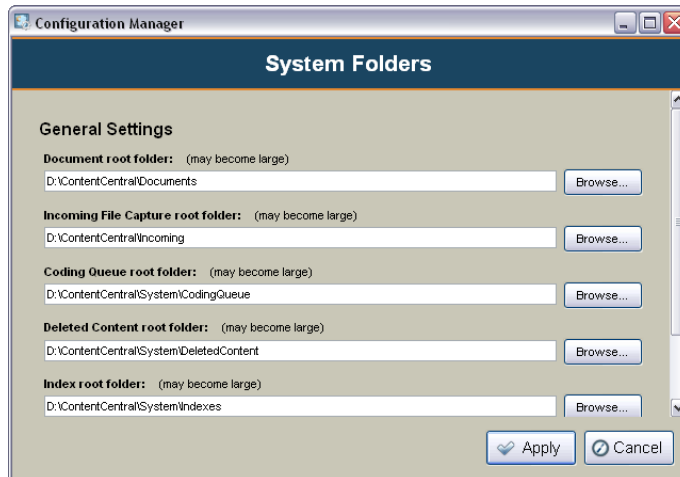 Configuration Manager
System Folders
General Settings
Document root folder: (may become large)
D:\ContentCentral\Documents
Browse...
Incoming File Capture root folder: (may become large)
D:\ContentCentral\Incoming
Browse...
Coding Queue root folder: (may become large)
D:\ContentCentral\System\CodingQueue
Browse...
Deleted Content root folder: (may become large)
D:\ContentCentral\System\DeletedContent
Browse...
Index root folder: (may become large)
D:\ContentCentral\System\Indexes
Browse...
Apply
Cancel